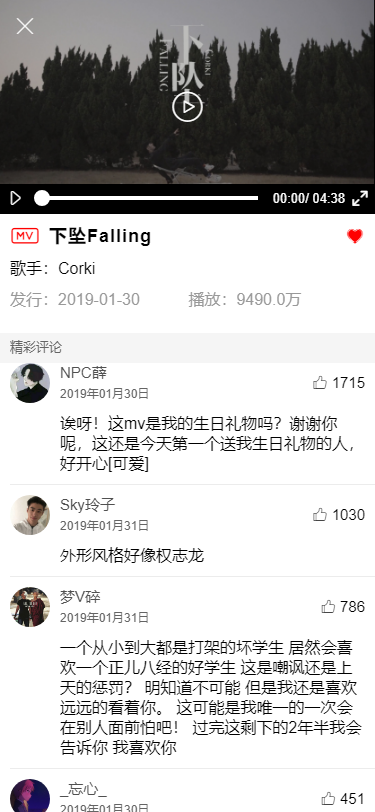 下坠
FALLING
CORKI
00:00/ 04:38
MV 下坠Falling
歌手：Corki
发行：2019-01-30 播放：9490.0万
精彩评论
NPC薛 1715
2019年01月30日
诶呀！这mv是我的生日礼物吗？谢谢你
呢，这还是今天第一个送我生日礼物的人，
好开心[可爱]
Sky玲子 1030
2019年01月31日
外形风格好像权志龙
梦V碎 786
2019年01月31日
一个从小到大都是打架的坏学生 居然会喜
欢一个正儿八经的好学生 这是嘲讽还是上
天的惩罚？ 明知道不可能 但是我还是喜欢
远远的看着你。 这可能是我唯一的一次会
在别人面前怕吧！ 过完这剩下的2年半我会
告诉你 我喜欢你
_忘心_ 451
2019年01月30日